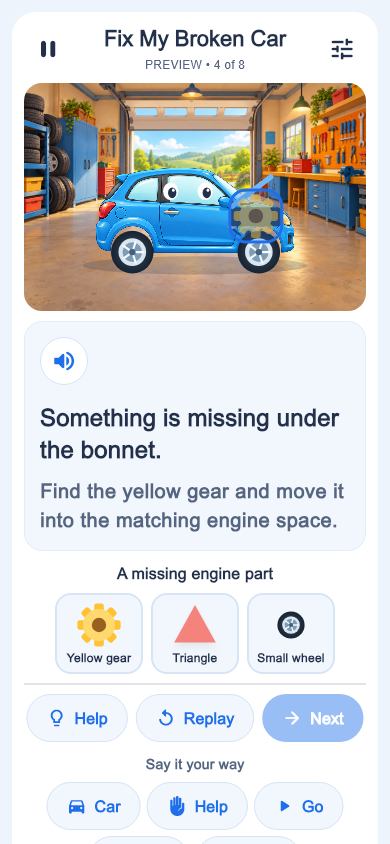 Fix My Broken Car
PREVIEW • 4 of 8
Something is missing under
the bonnet.
Find the yellow gear and move it
into the matching engine space.
A missing engine part
Yellow gear
Triangle
Small wheel
Help
Replay
Next
Say it your way
Car
Help
Go